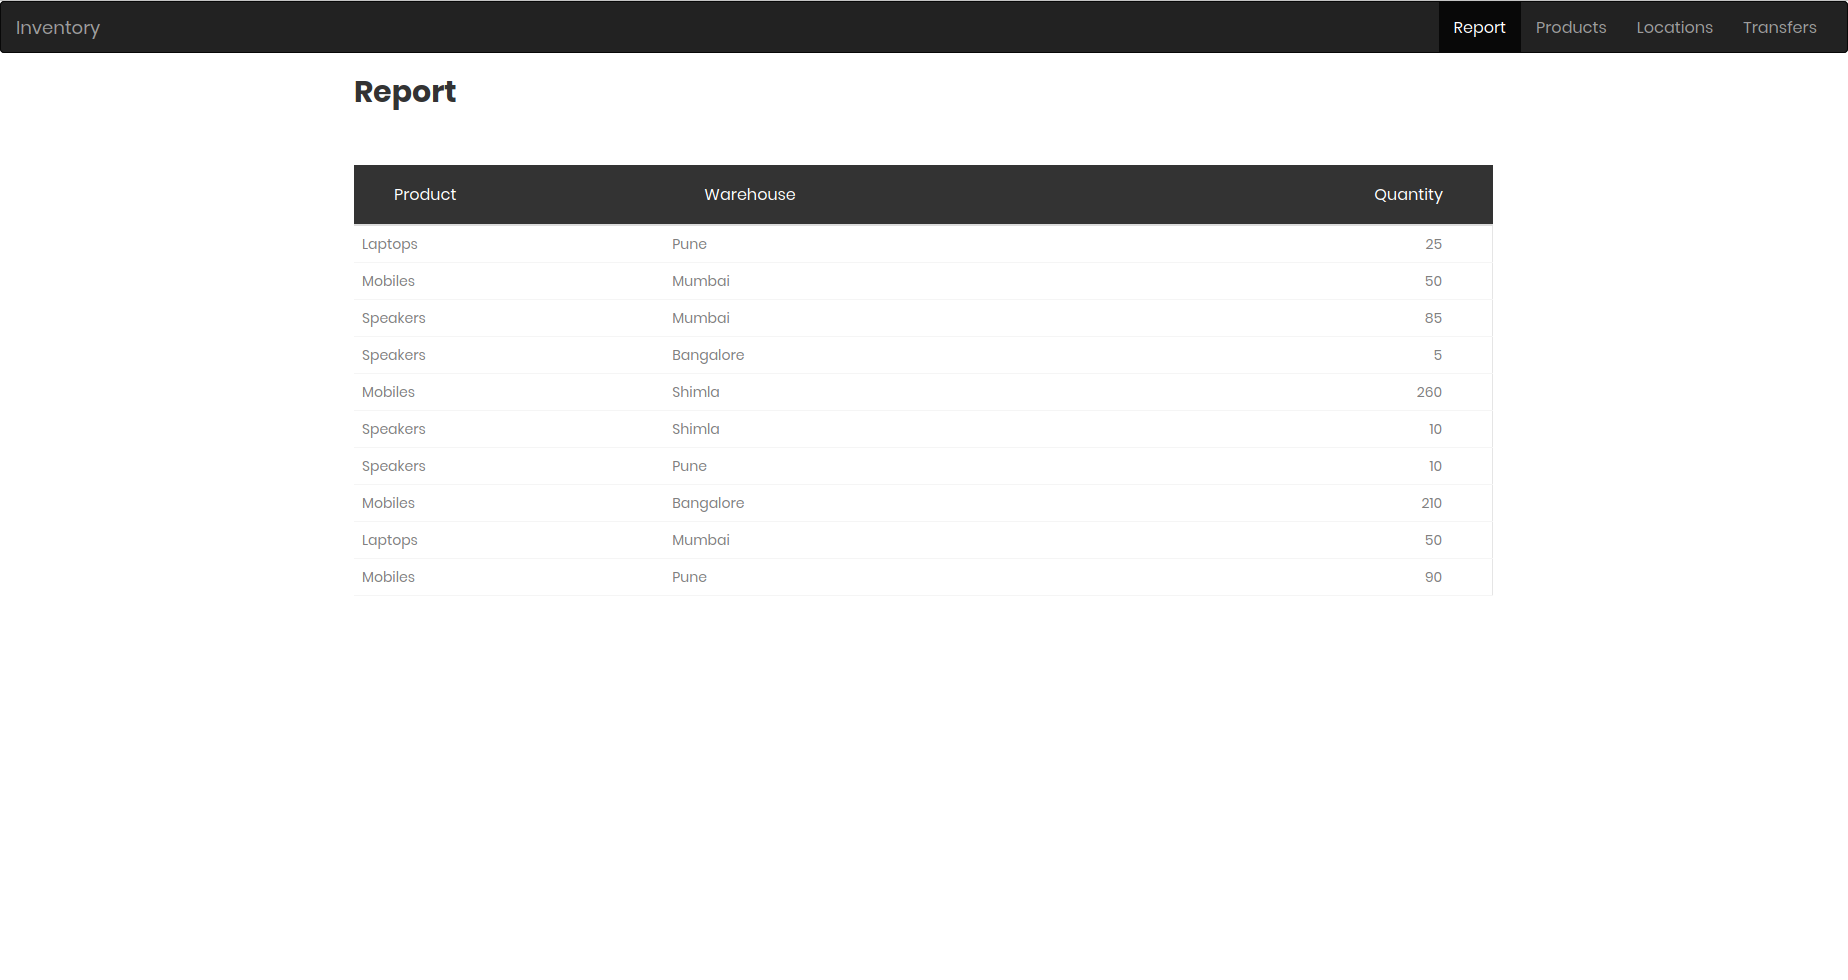 Inventory Report Products Locations Transfers
Report
Product Warehouse Quantity
Laptops Pune 25
Mobiles Mumbai 50
Speakers Mumbai 85
Speakers Bangalore 5
Mobiles Shimla 260
Speakers Shimla 10
Speakers Pune 10
Mobiles Bangalore 210
Laptops Mumbai 50
Mobiles Pune 90